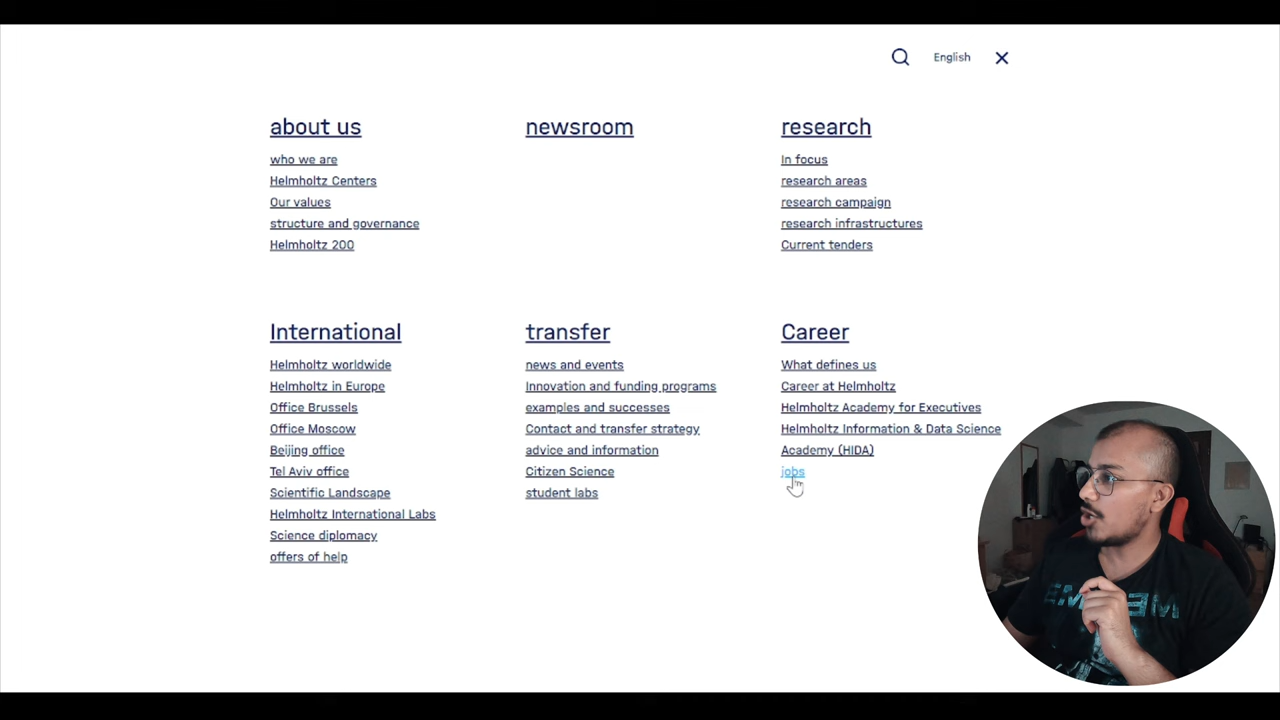 English
about us
who we are
Helmholtz Centers
Our values
structure and governance
Helmholtz 200
newsroom
research
In focus
research areas
research campaign
research infrastructures
Current tenders
International
Helmholtz worldwide
Helmholtz in Europe
Office Brussels
Office Moscow
Beijing office
Tel Aviv office
Scientific Landscape
Helmholtz International Labs
Science diplomacy
offers of help
transfer
news and events
Innovation and funding programs
examples and successes
Contact and transfer strategy
advice and information
Citizen Science
student labs
Career
What defines us
Career at Helmholtz
Helmholtz Academy for Executives
Helmholtz Information & Data Science
Academy (HIDA)
jobs
EMINEM